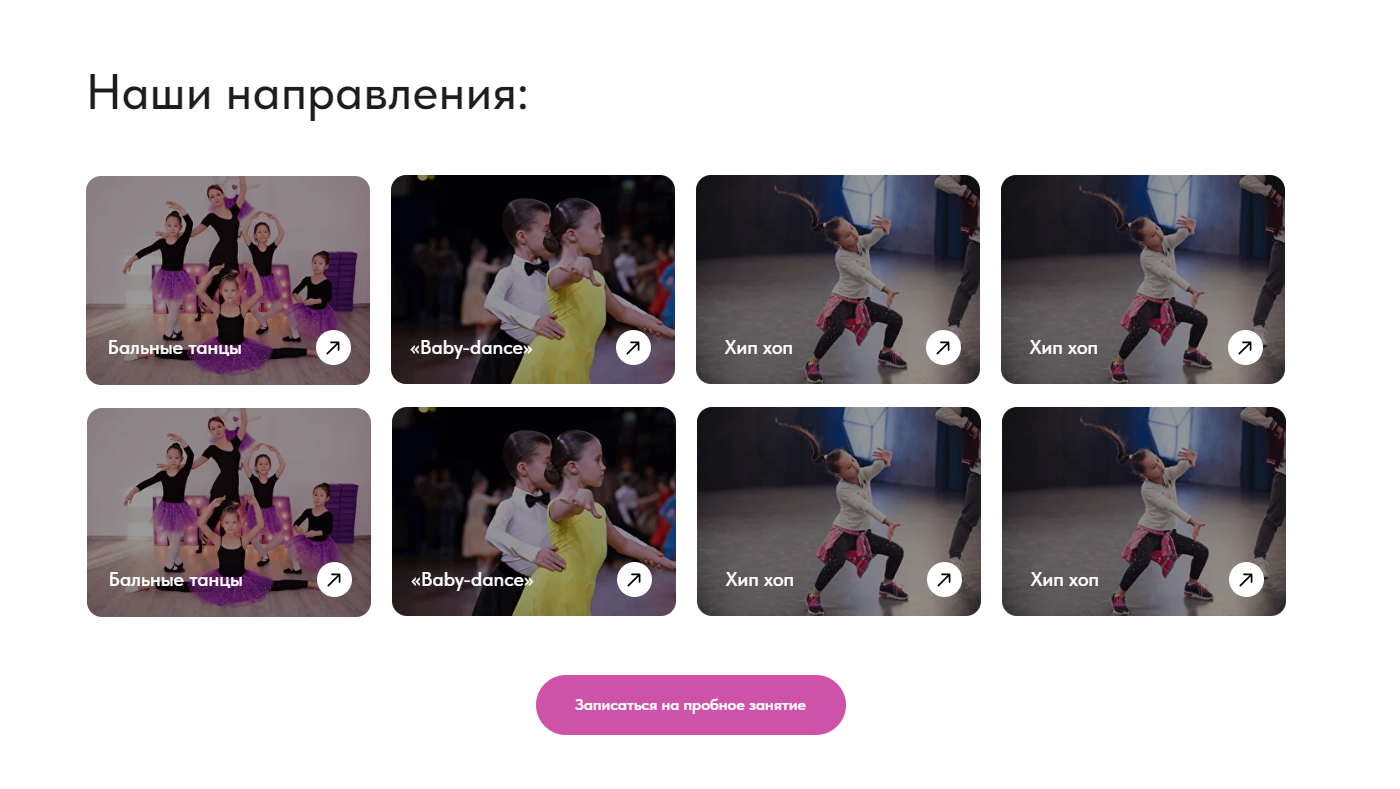 Наши направления:
Бальные танцы
«Baby-dance»
Хип хоп
Хип хоп
Бальные танцы
«Baby-dance»
Хип хоп
Хип хоп
Записаться на пробное занятие